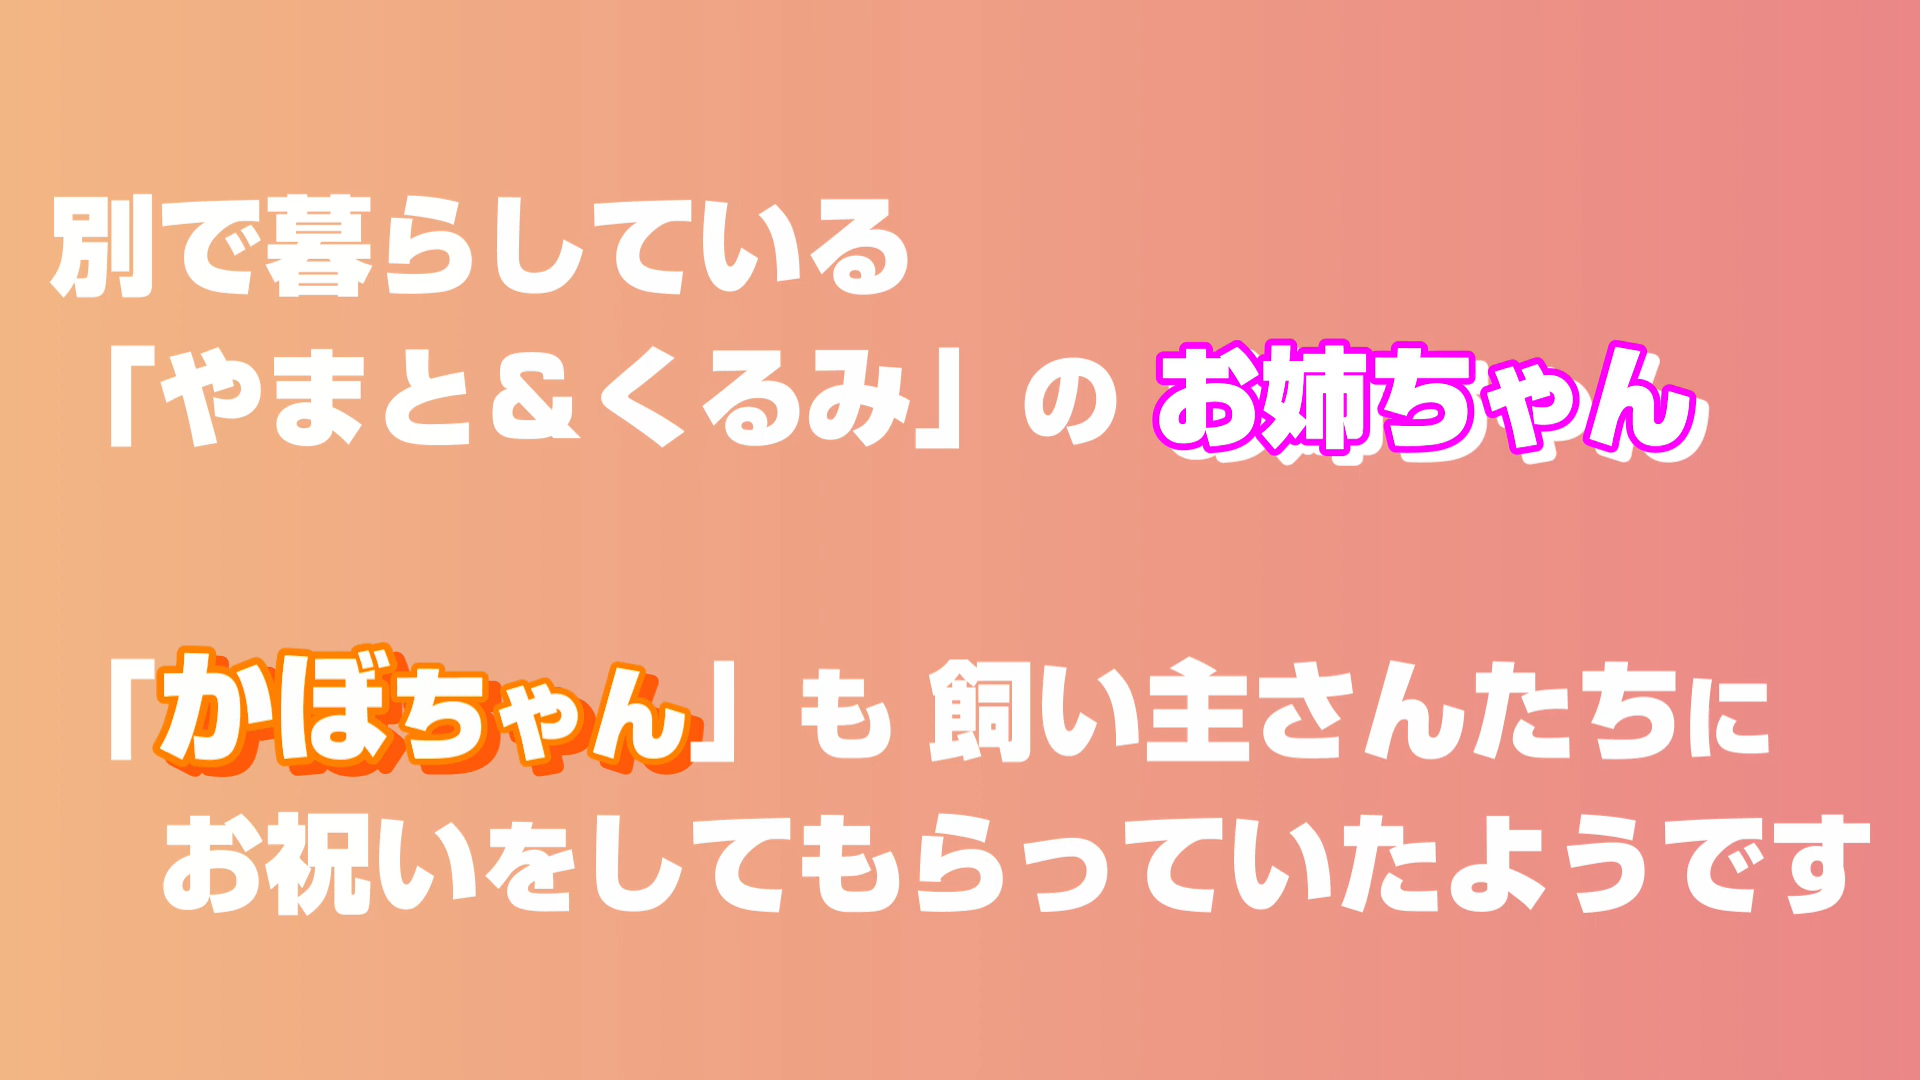 別で暮らしている
「やまと＆くるみ」の お姉ちゃん
「かぼちゃん」も 飼い主さんたちに
お祝いをしてもらっていたようです